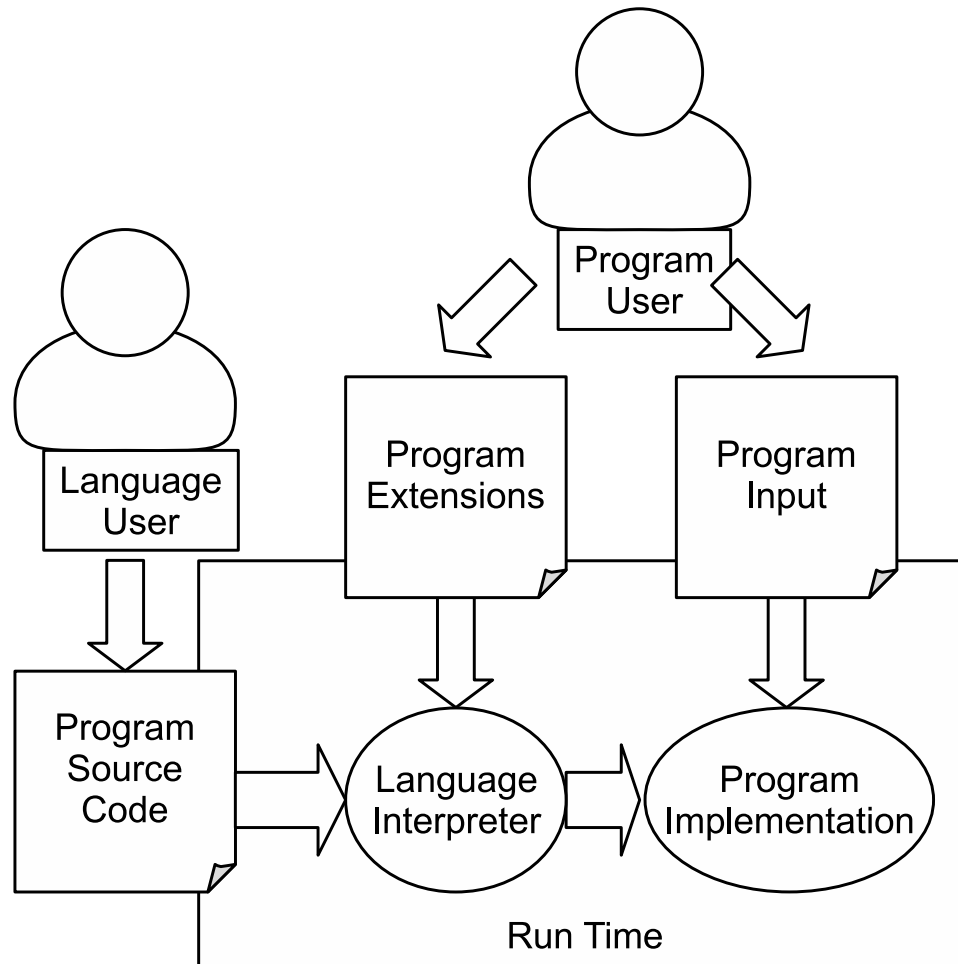 Program
User
Language
User
Program
Extensions
Program
Input
Program
Source
Code
Language
Interpreter
Program
Implementation
Run Time